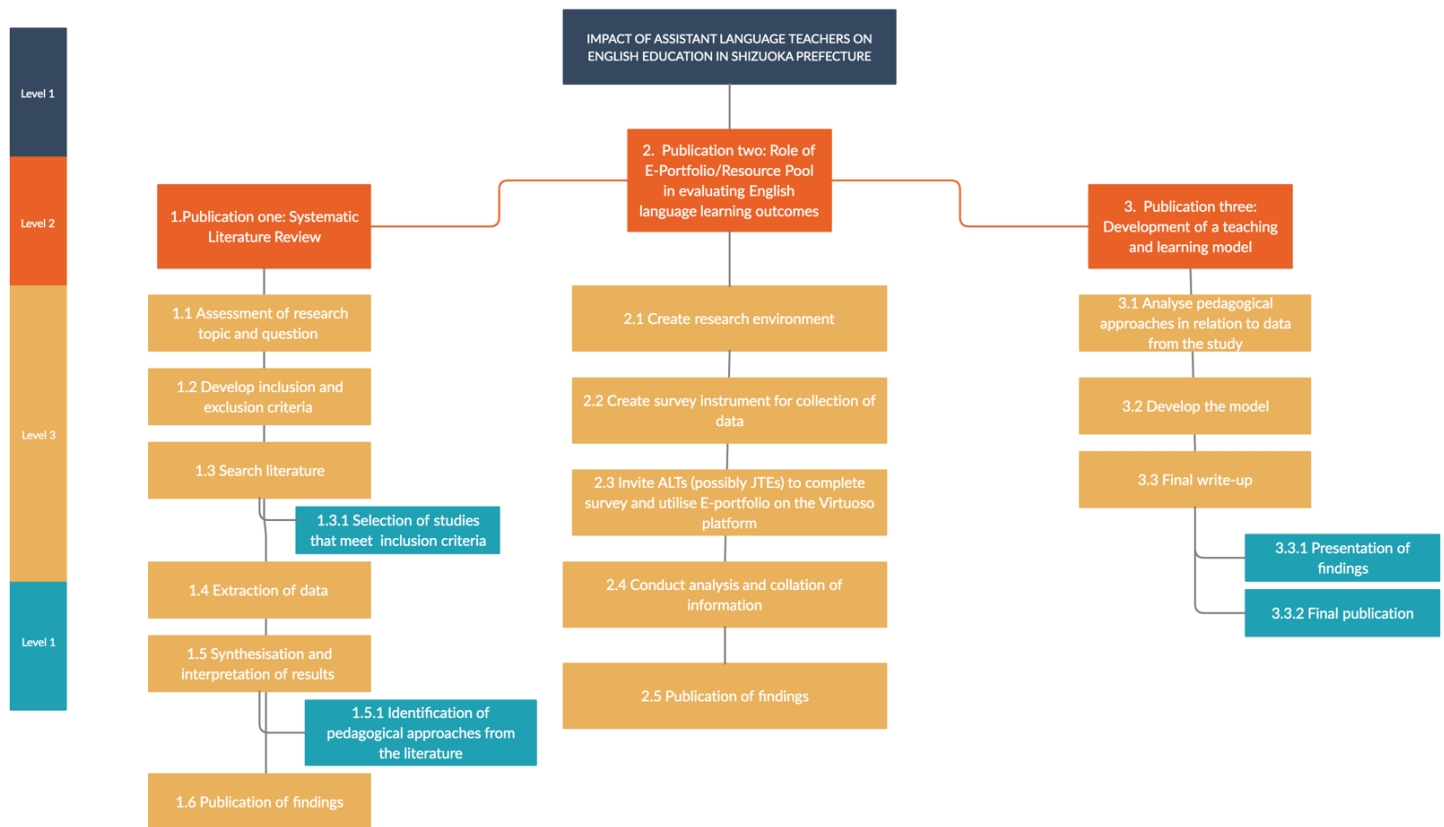 IMPACT OF ASSISTANT LANGUAGE TEACHERS ON
ENGLISH EDUCATION IN SHIZUOKA PREFECTURE
Level 1
Level 2
Level 3
Level 1
1.Publication one: Systematic
Literature Review
1.1 Assessment of research
topic and question
1.2 Develop inclusion and
exclusion criteria
1.3 Search literature
1.3.1 Selection of studies
that meet inclusion criteria
1.4 Extraction of data
1.5 Synthesisation and
interpretation of results
1.5.1 Identification of
pedagogical approaches from
the literature
1.6 Publication of findings
2. Publication two: Role of
E-Portfolio/Resource Pool
in evaluating English
language learning outcomes
2.1 Create research environment
2.2 Create survey instrument for collection of
data
2.3 Invite ALTs (possibly JTEs) to complete
survey and utilise E-portfolio on the Virtuoso
platform
2.4 Conduct analysis and collation of
information
2.5 Publication of findings
3. Publication three:
Development of a teaching
and learning model
3.1 Analyse pedagogical
approaches in relation to data
from the study
3.2 Develop the model
3.3 Final write-up
3.3.1 Presentation of
findings
3.3.2 Final publication